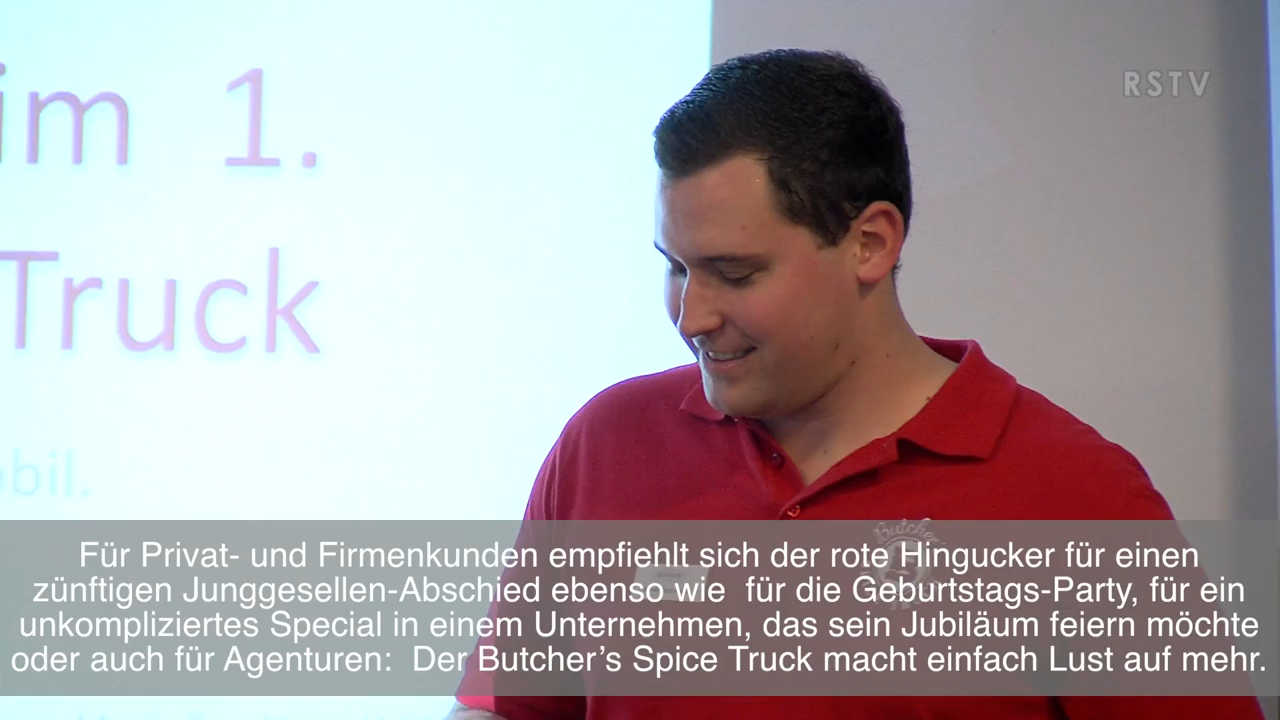 RSTV
im 1.
Truck
obil.
Butcher
Für Privat- und Firmenkunden empfiehlt sich der rote Hingucker für einen
zünftigen Junggesellen-Abschied ebenso wie  für die Geburtstags-Party, für ein
unkompliziertes Special in einem Unternehmen, das sein Jubiläum feiern möchte
oder auch für Agenturen:  Der Butcher’s Spice Truck macht einfach Lust auf mehr.